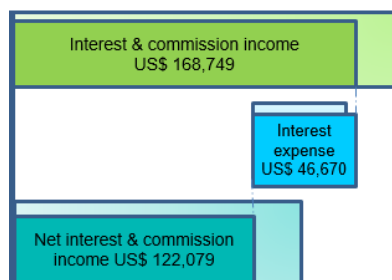 Interest & commission income
US$ 168,749
Interest
expense
US$ 46,670
Net interest & commission
income US$ 122,079